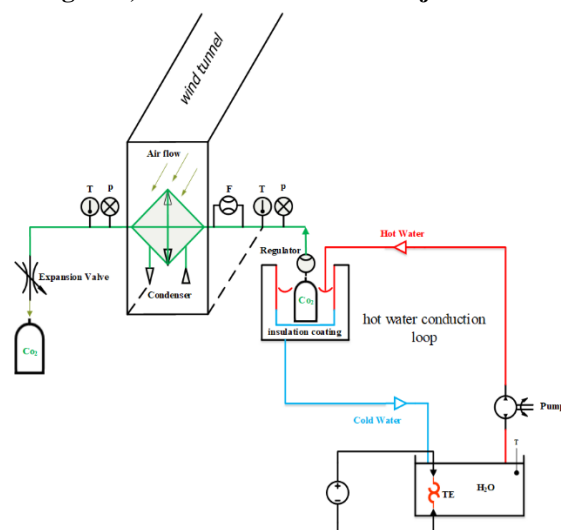 wind tunnel
Air flow
T P
F
T P
Hot Water
Regulator
Expansion Valve
Condenser
Co₂
insulation coating
hot water conduction
loop
Co₂
Pump
Cold Water
T
H₂O
TE